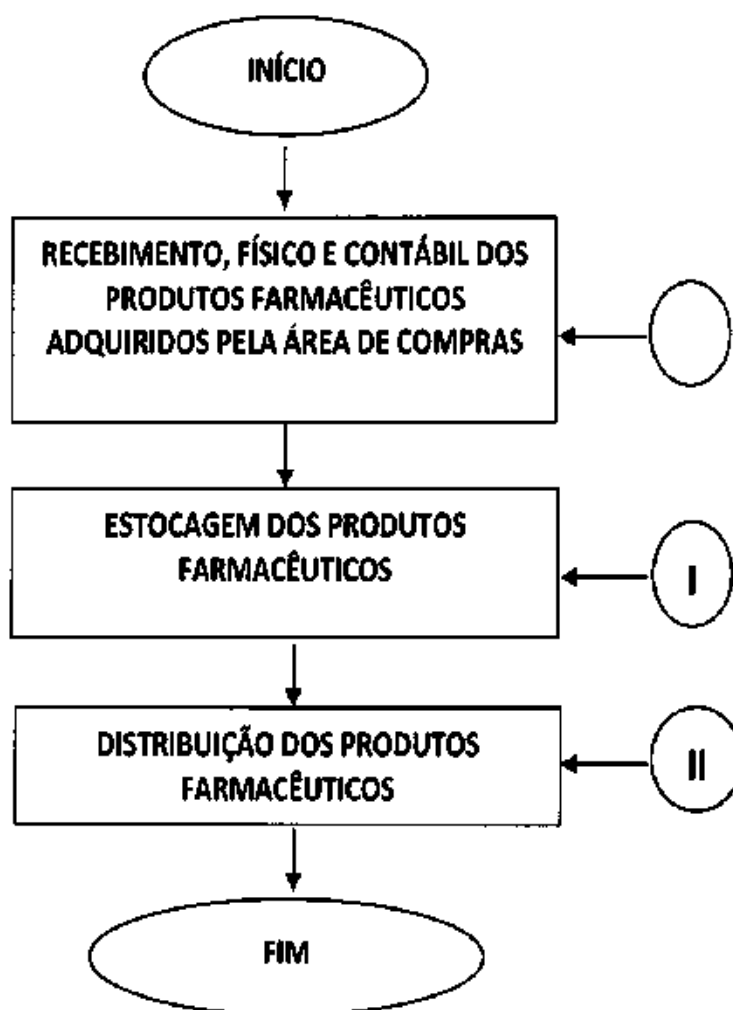 INÍCIO
RECEBIMENTO, FÍSICO E CONTÁBIL DOS
PRODUTOS FARMACÊUTICOS
ADQUIRIDOS PELA ÁREA DE COMPRAS
ESTOCAGEM DOS PRODUTOS
FARMACÊUTICOS
I
DISTRIBUIÇÃO DOS PRODUTOS
FARMACÊUTICOS
II
FIM